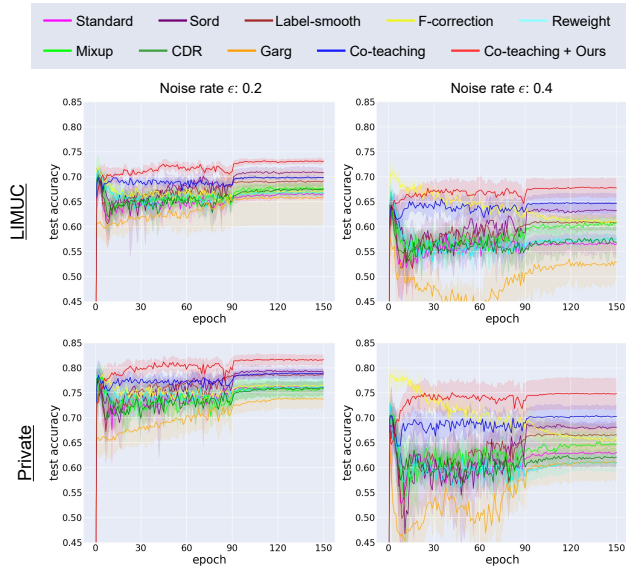 Standard Sord Label-smooth F-correction Reweight
Mixup CDR Garg Co-teaching Co-teaching + Ours
Noise rate ϵ: 0.2 Noise rate ϵ: 0.4
LIMUC
test accuracy
0.85
0.80
0.75
0.70
0.65
0.60
0.55
0.50
0.45
0 30 60 90 120 150
epoch
test accuracy
0.85
0.80
0.75
0.70
0.65
0.60
0.55
0.50
0.45
0 30 60 90 120 150
epoch
Private
test accuracy
0.85
0.80
0.75
0.70
0.65
0.60
0.55
0.50
0.45
0 30 60 90 120 150
epoch
test accuracy
0.85
0.80
0.75
0.70
0.65
0.60
0.55
0.50
0.45
0 30 60 90 120 150
epoch